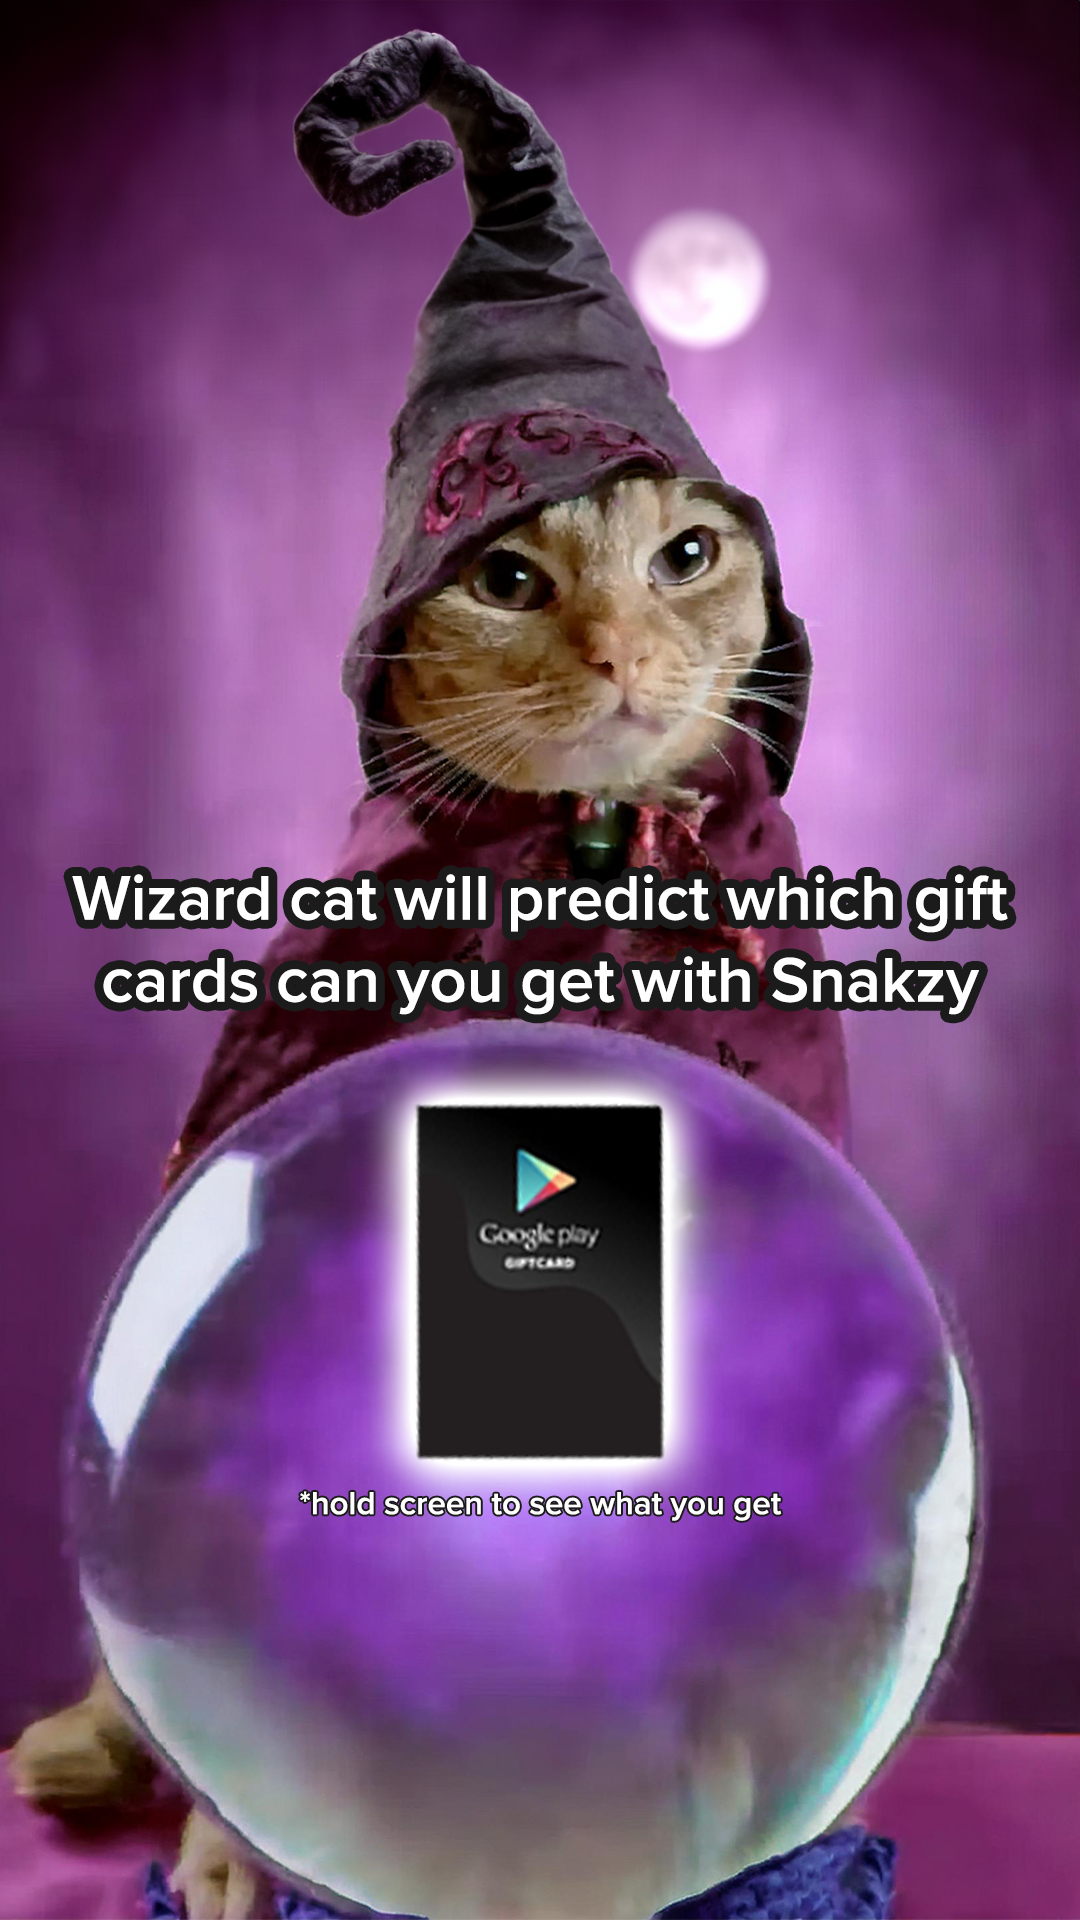 Wizard cat will predict which gift
cards can you get with Snakzy
Google play
GIFTCARD
*hold screen to see what you get